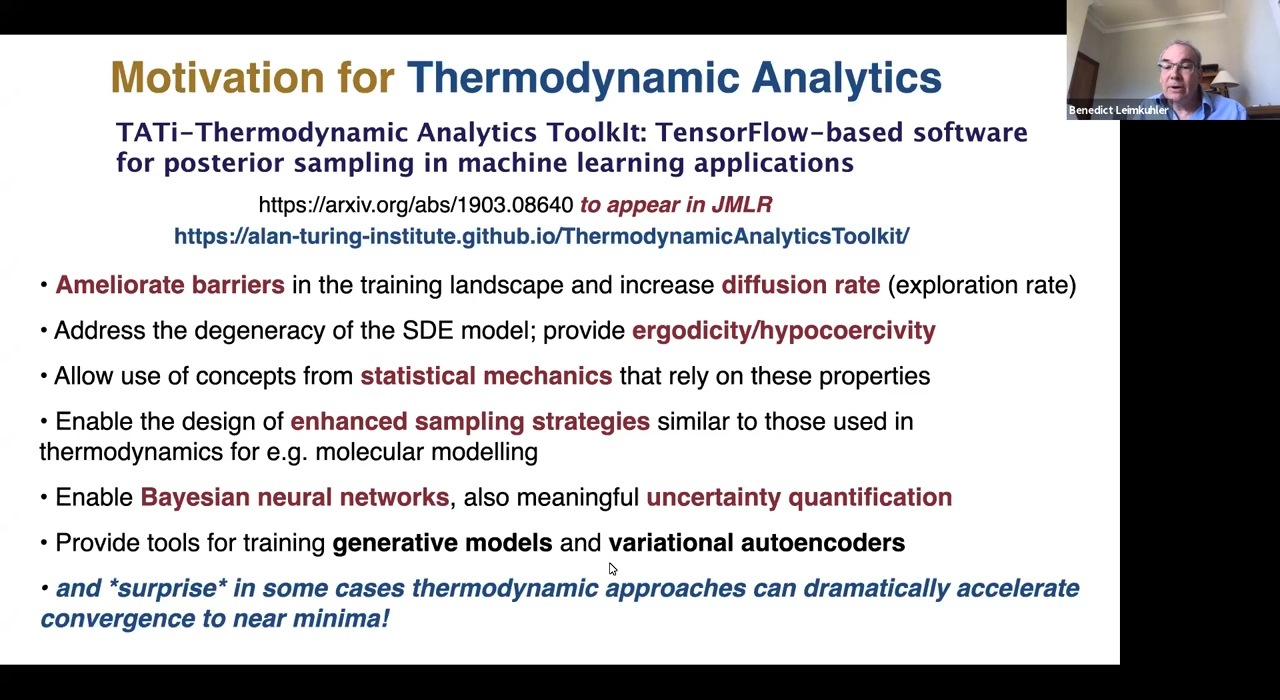 Motivation for Thermodynamic Analytics
Benedict Leimkuhler
TATi-Thermodynamic Analytics ToolkIt: TensorFlow-based software
for posterior sampling in machine learning applications
https://arxiv.org/abs/1903.08640 to appear in JMLR
https://alan-turing-institute.github.io/ThermodynamicAnalyticsToolkit/
• Ameliorate barriers in the training landscape and increase diffusion rate (exploration rate)
• Address the degeneracy of the SDE model; provide ergodicity/hypocoercivity
• Allow use of concepts from statistical mechanics that rely on these properties
• Enable the design of enhanced sampling strategies similar to those used in
thermodynamics for e.g. molecular modelling
• Enable Bayesian neural networks, also meaningful uncertainty quantification
• Provide tools for training generative models and variational autoencoders
• and *surprise* in some cases thermodynamic approaches can dramatically accelerate
convergence to near minima!